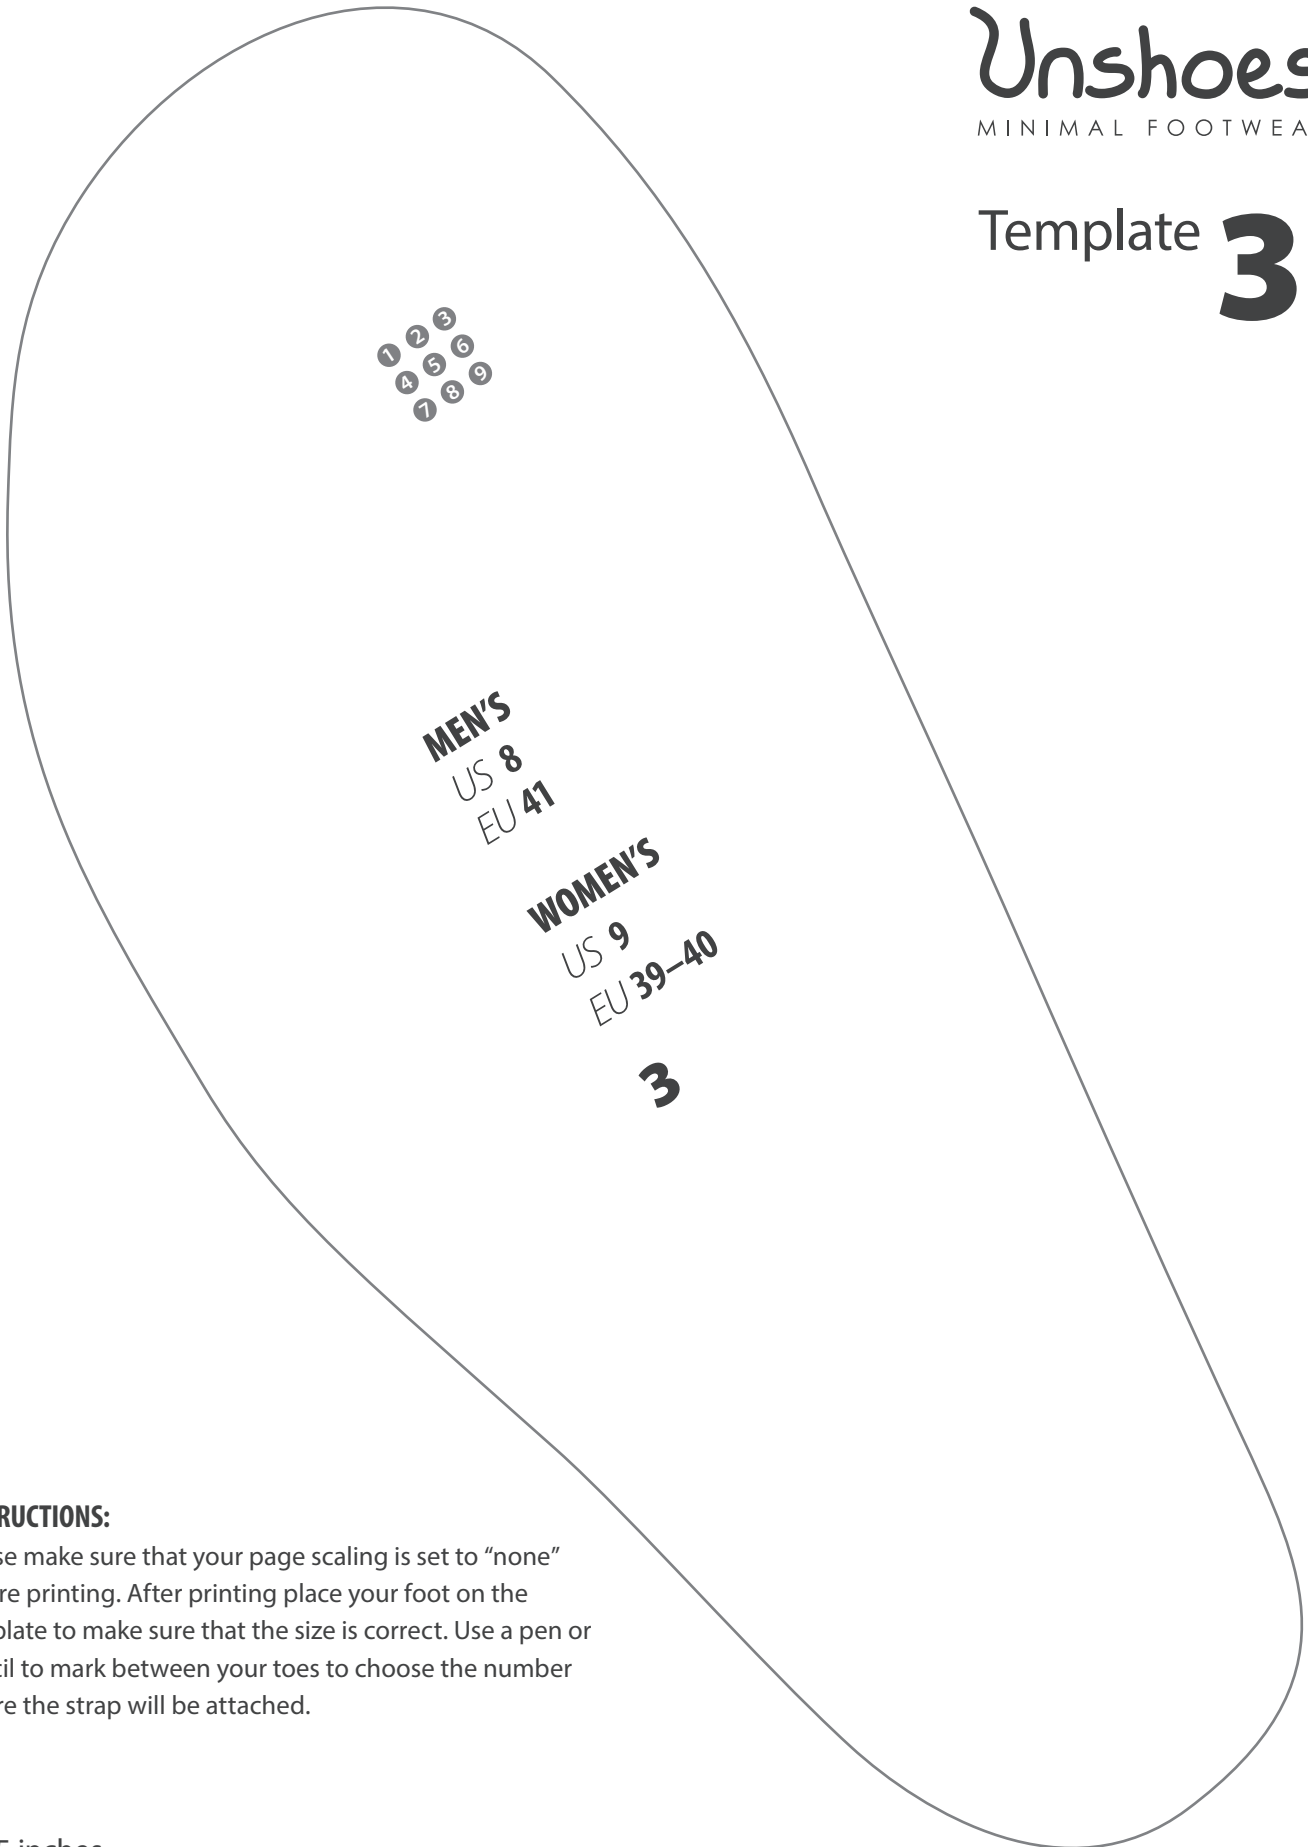 Unshoes
MINIMAL FOOTWEA
Template 3
1 2 3
4 5 6
7 8 9
MEN'S
US 8
EU 41
WOMEN'S
US 9
EU 39–40
3
RUCTIONS:
se make sure that your page scaling is set to “none”
re printing. After printing place your foot on the
plate to make sure that the size is correct. Use a pen or
il to mark between your toes to choose the number
re the strap will be attached.
inches